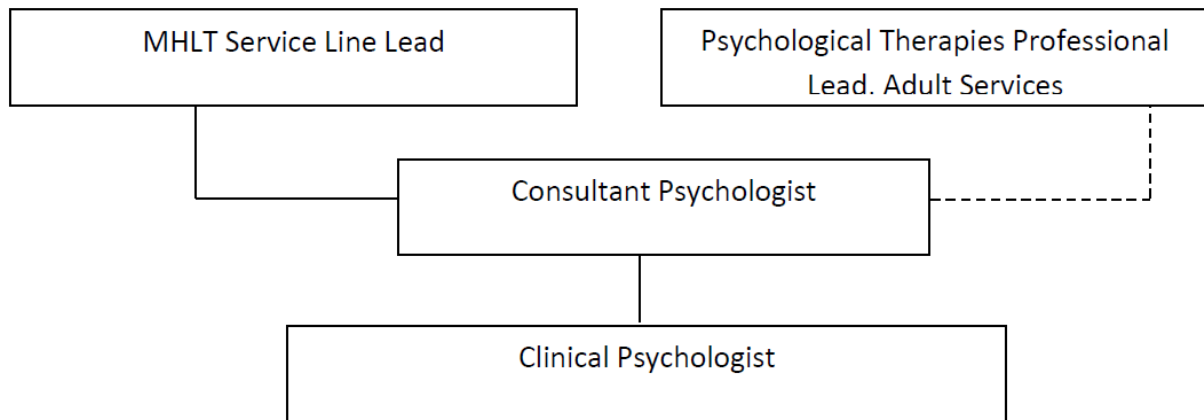 MHLT Service Line Lead
Psychological Therapies Professional
Lead. Adult Services
Consultant Psychologist
Clinical Psychologist